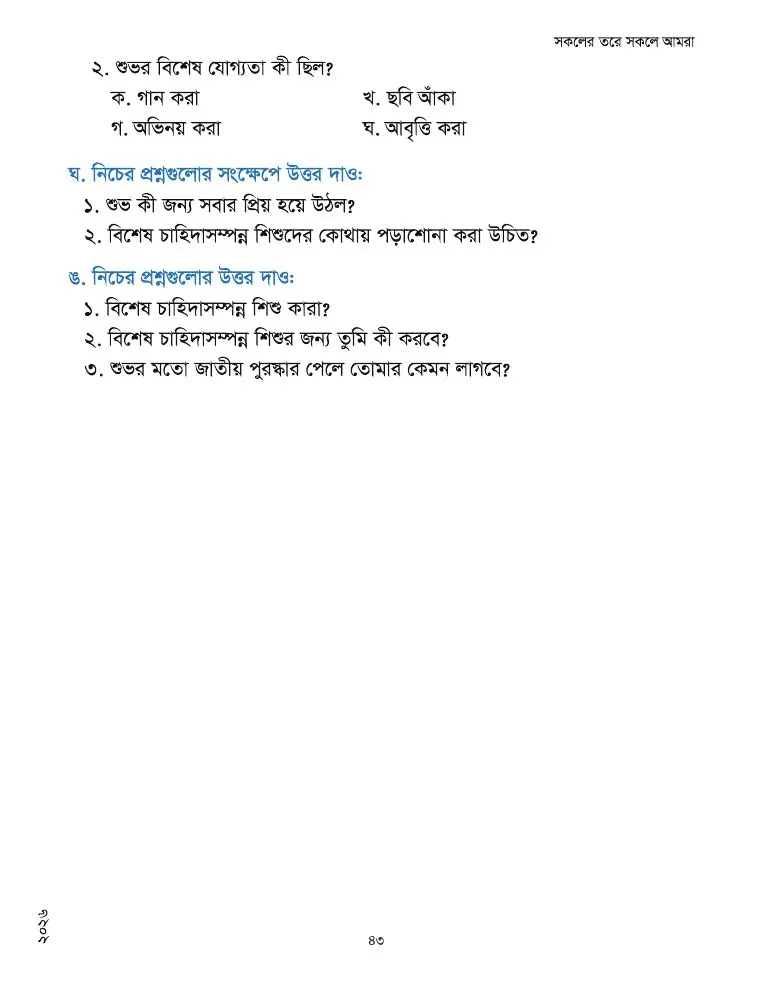 সকলের তরে সকলে আমরা
২. শুভর বিশেষ যোগ্যতা কী ছিল?
ক. গান করা খ. ছবি আঁকা
গ. অভিনয় করা ঘ. আবৃত্তি করা
ঘ. নিচের প্রশ্নগুলোর সংক্ষেপে উত্তর দাও:
১. শুভ কী জন্য সবার প্রিয় হয়ে উঠল?
২. বিশেষ চাহিদাসম্পন্ন শিশুদের কোথায় পড়াশোনা করা উচিত?
ঙ. নিচের প্রশ্নগুলোর উত্তর দাও:
১. বিশেষ চাহিদাসম্পন্ন শিশু কারা?
২. বিশেষ চাহিদাসম্পন্ন শিশুর জন্য তুমি কী করবে?
৩. শুভর মতো জাতীয় পুরস্কার পেলে তোমার কেমন লাগবে?
২০২৬
৪৩